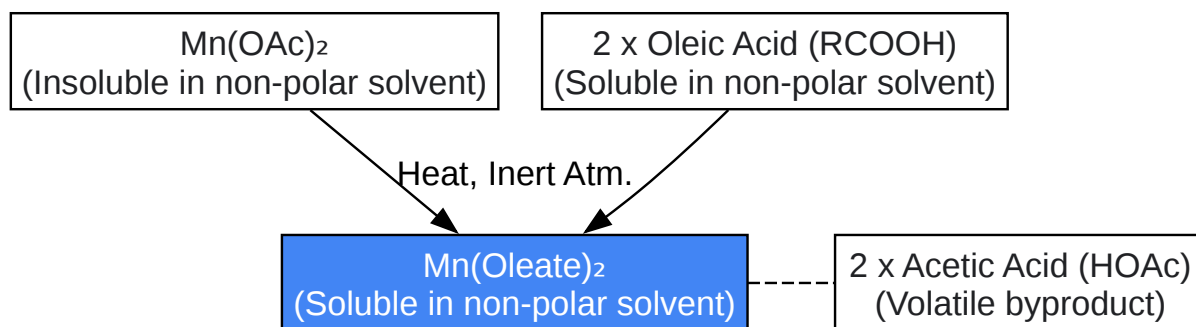 Mn(OAc)₂
(Insoluble in non-polar solvent)
2 x Oleic Acid (RCOOH)
(Soluble in non-polar solvent)
Heat, Inert Atm.
Mn(Oleate)₂
(Soluble in non-polar solvent)
2 x Acetic Acid (HOAc)
(Volatile byproduct)